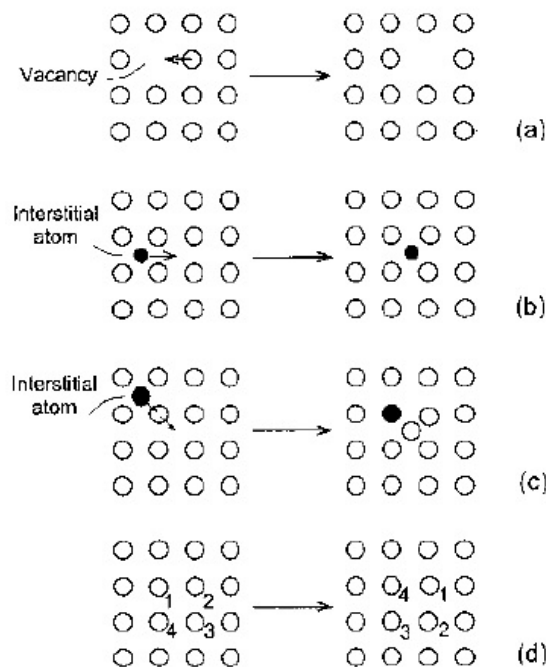 Vacancy
(a)
Interstitial
atom
(b)
Interstitial
atom
(c)
1 2 4 1
4 3 3 2
(d)